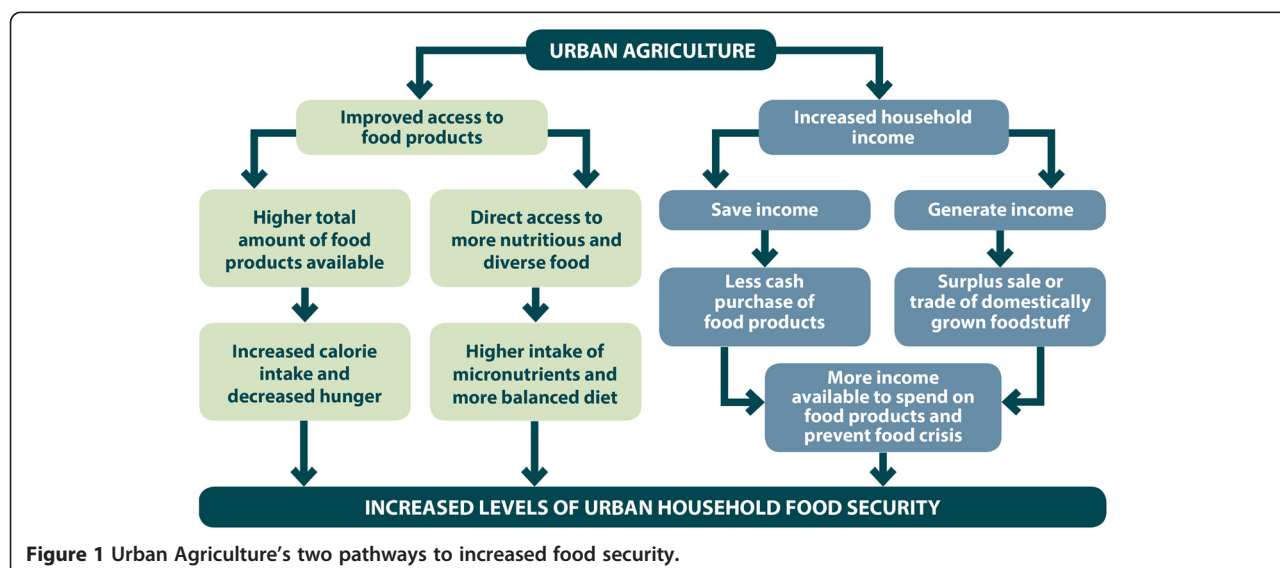 URBAN AGRICULTURE
Improved access to
food products
Increased household
income
Higher total
amount of food
products available
Direct access to
more nutritious and
diverse food
Save income
Generate income
Less cash
purchase of
food products
Surplus sale or
trade of domestically
grown foodstuff
Increased calorie
intake and
decreased hunger
Higher intake of
micronutrients and
more balanced diet
More income
available to spend on
food products and
prevent food crisis
INCREASED LEVELS OF URBAN HOUSEHOLD FOOD SECURITY
Figure 1 Urban Agriculture's two pathways to increased food security.